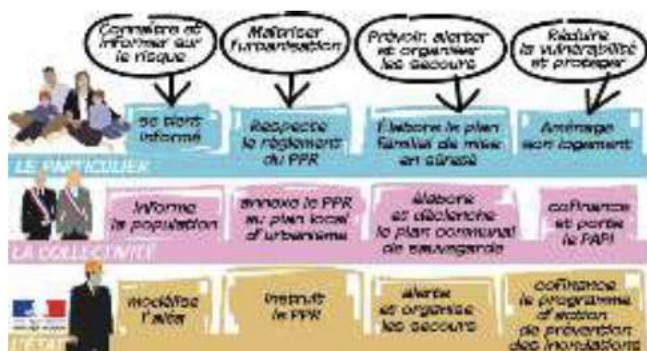 Connaître et
informer sur
le risque
Maîtriser
l'urbanisation
Prévoir, alerter
et organiser
les secours
Réduire
la vulnérabilité
et protéger
se tient
informé
Respecte
le règlement
du PPR
Élabore le plan
familial de mise
en sûreté
Aménage
son logement
LE PARTICULIER
informe
la population
annexe le PPR
au plan local
d'urbanisme
élabore
et déclenche
le plan communal
de sauvegarde
cofinance
et porte
le PAPI
LA COLLECTIVITÉ
modélise
l'aléa
instruit
le PPR
alerte
et organise
les secours
cofinance
le programme
d'action
de prévention
des inondations
L'ÉTAT